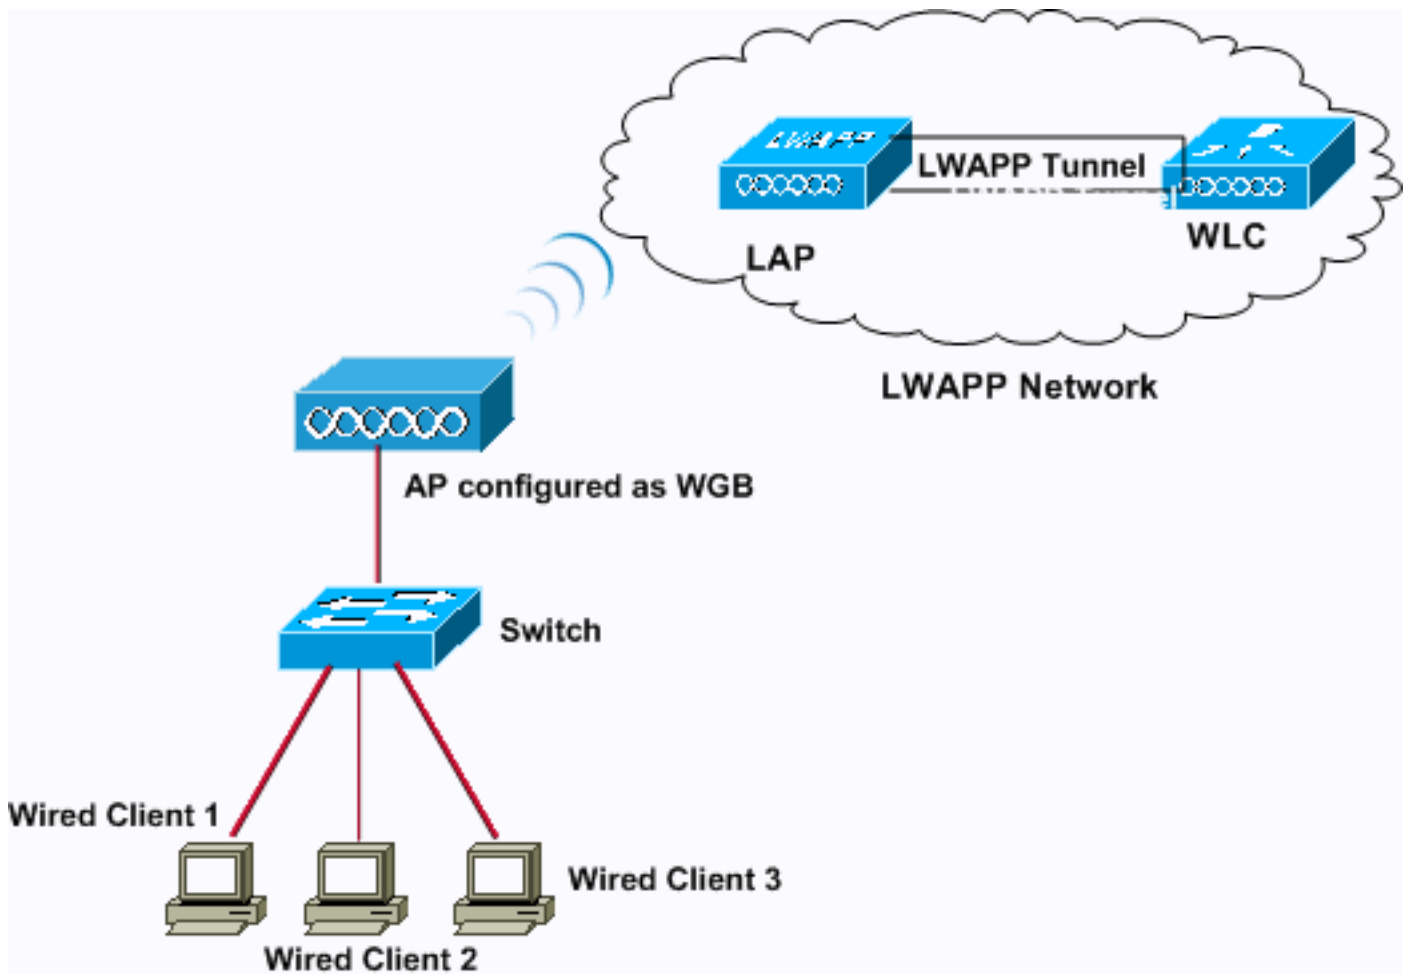 LWAPP
LWAPP Tunnel
LAP
WLC
LWAPP Network
AP configured as WGB
Switch
Wired Client 1
Wired Client 3
Wired Client 2